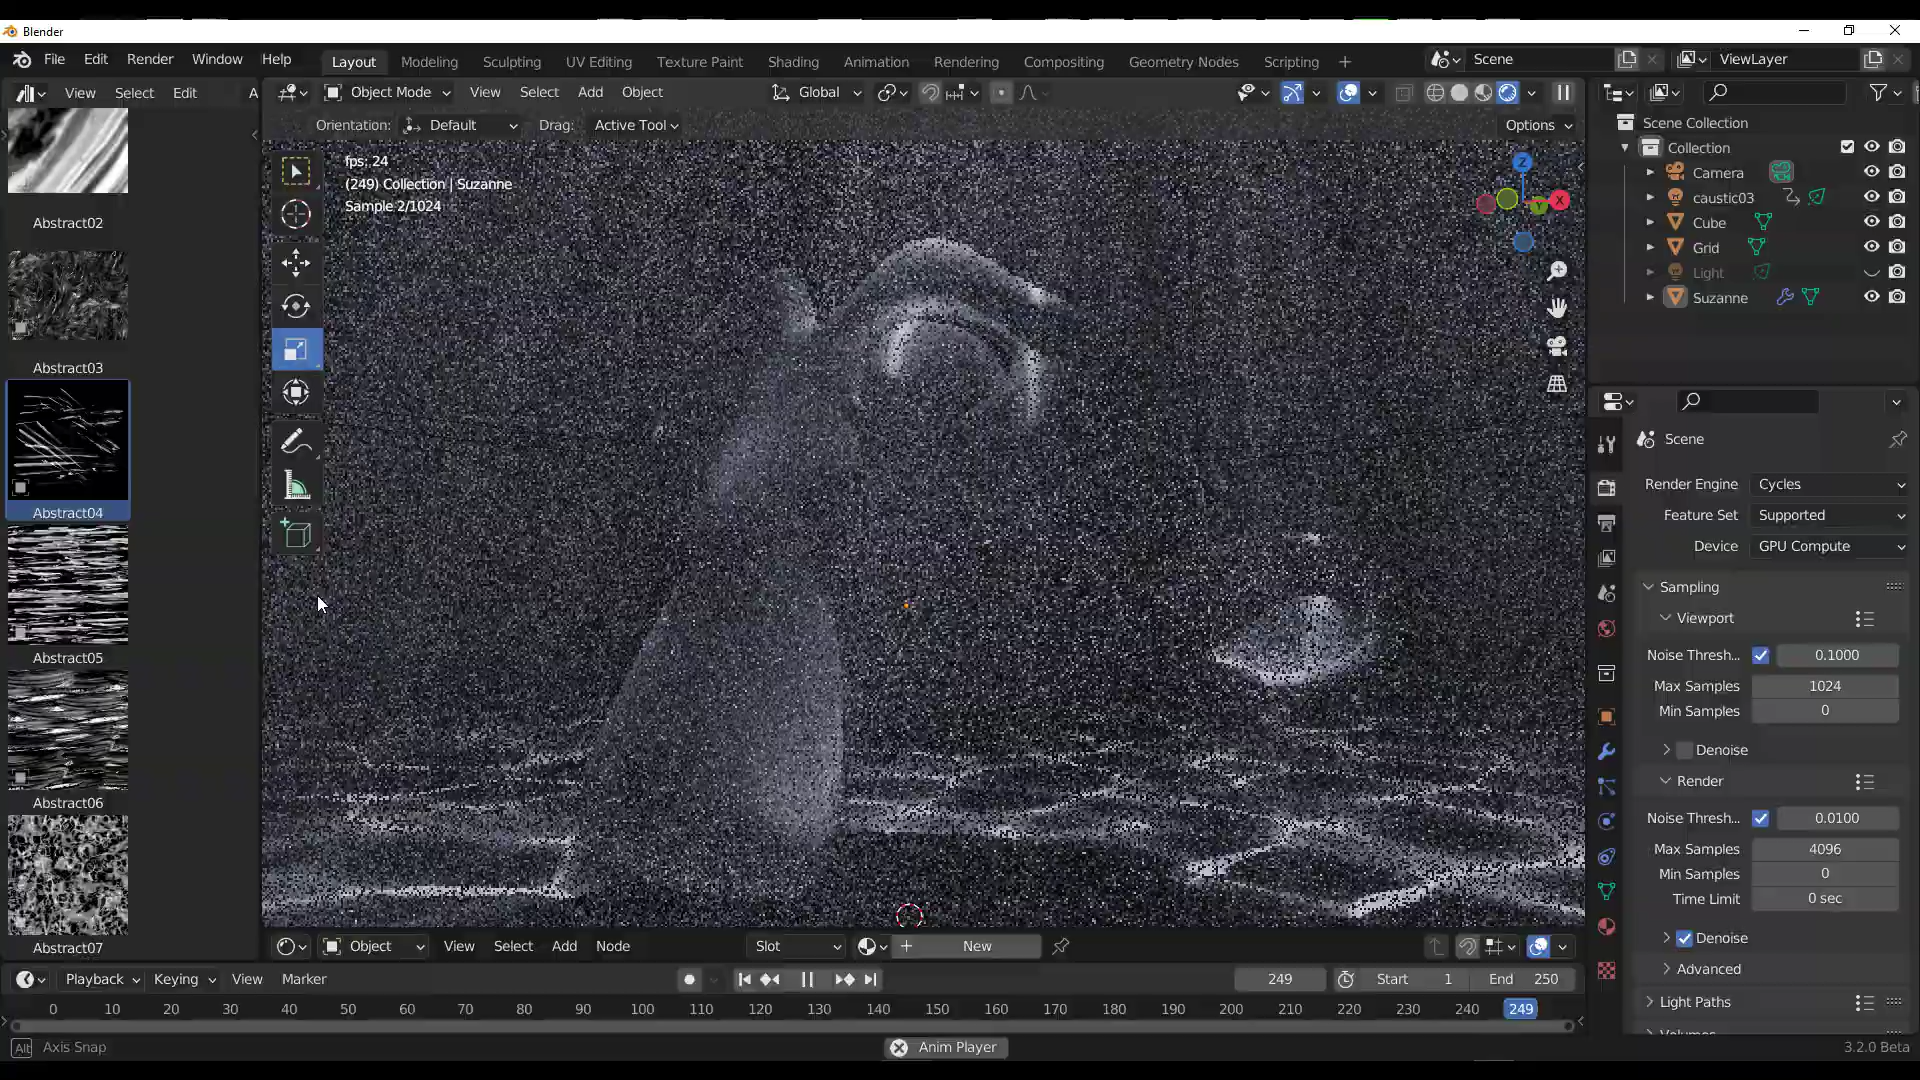 Blender
File Edit Render Window Help Layout Modeling Sculpting UV Editing Texture Paint Shading Animation Rendering Compositing Geometry Nodes Scripting Scene ViewLayer
View Select Edit A Object Mode View Select Add Object Global
Orientation: Default Drag: Active Tool Options
fps: 24
(249) Collection | Suzanne
Sample 2/1024
Z
X
Y
Abstract02
Abstract03
Abstract04
Abstract05
Abstract06
Abstract07
Scene Collection
Collection
Camera
caustic03
Cube
Grid
Light
Suzanne
Scene
Render Engine Cycles
Feature Set Supported
Device GPU Compute
Sampling
Viewport
Noise Thresh... 0.1000
Max Samples 1024
Min Samples 0
Denoise
Render
Noise Thresh... 0.0100
Max Samples 4096
Min Samples 0
Time Limit 0 sec
Denoise
Advanced
Light Paths
Object View Select Add Node Slot New
Playback Keying View Marker 249 Start 1 End 250
0 10 20 30 40 50 60 70 80 90 100 110 120 130 140 150 160 170 180 190 200 210 220 230 240 249
Alt Axis Snap Anim Player 3.2.0 Beta